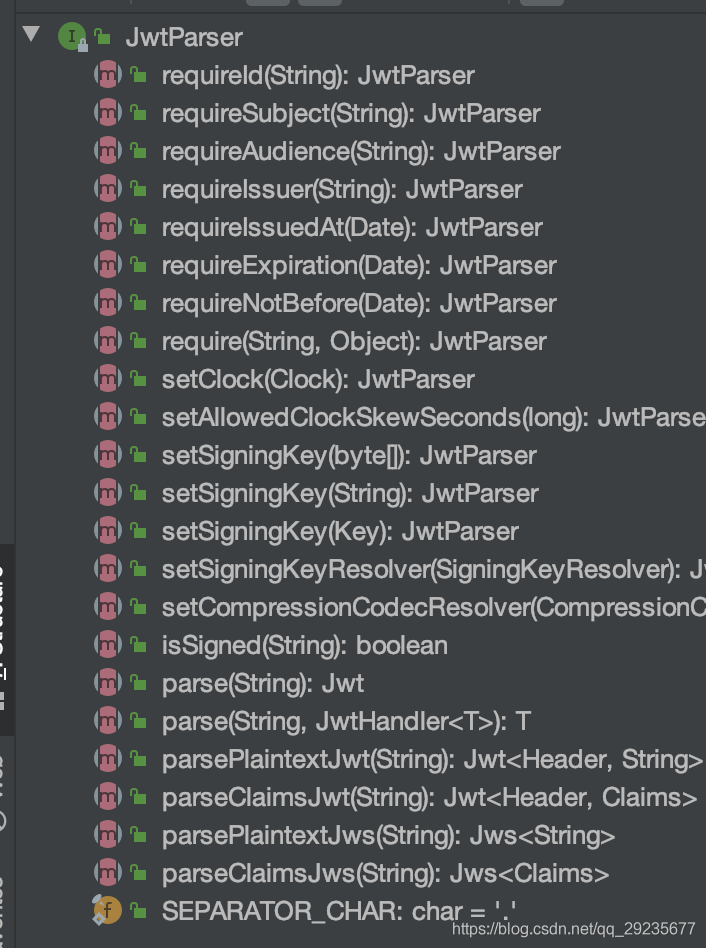 JwtParser
requireId(String): JwtParser
requireSubject(String): JwtParser
requireAudience(String): JwtParser
requireIssuer(String): JwtParser
requireIssuedAt(Date): JwtParser
requireExpiration(Date): JwtParser
requireNotBefore(Date): JwtParser
require(String, Object): JwtParser
setClock(Clock): JwtParser
setAllowedClockSkewSeconds(long): JwtParse
setSigningKey(byte[]): JwtParser
setSigningKey(String): JwtParser
setSigningKey(Key): JwtParser
setSigningKeyResolver(SigningKeyResolver): J
setCompressionCodecResolver(CompressionC
isSigned(String): boolean
parse(String): Jwt
parse(String, JwtHandler<T>): T
parsePlaintextJwt(String): Jwt<Header, String>
parseClaimsJwt(String): Jwt<Header, Claims>
parsePlaintextJws(String): Jws<String>
parseClaimsJws(String): Jws<Claims>
SEPARATOR_CHAR: char = '.'
https://blog.csdn.net/qq_29235677